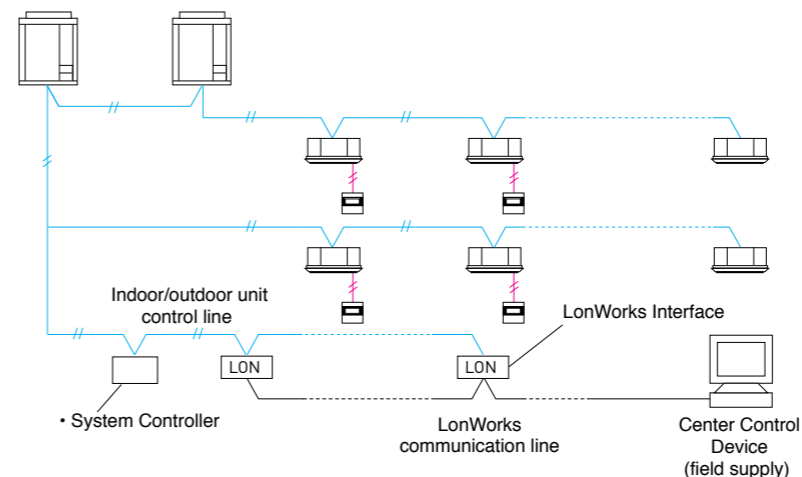 Indoor/outdoor unit
control line
LonWorks Interface
LON
LON
• System Controller
LonWorks
communication line
Center Control
Device
(field supply)